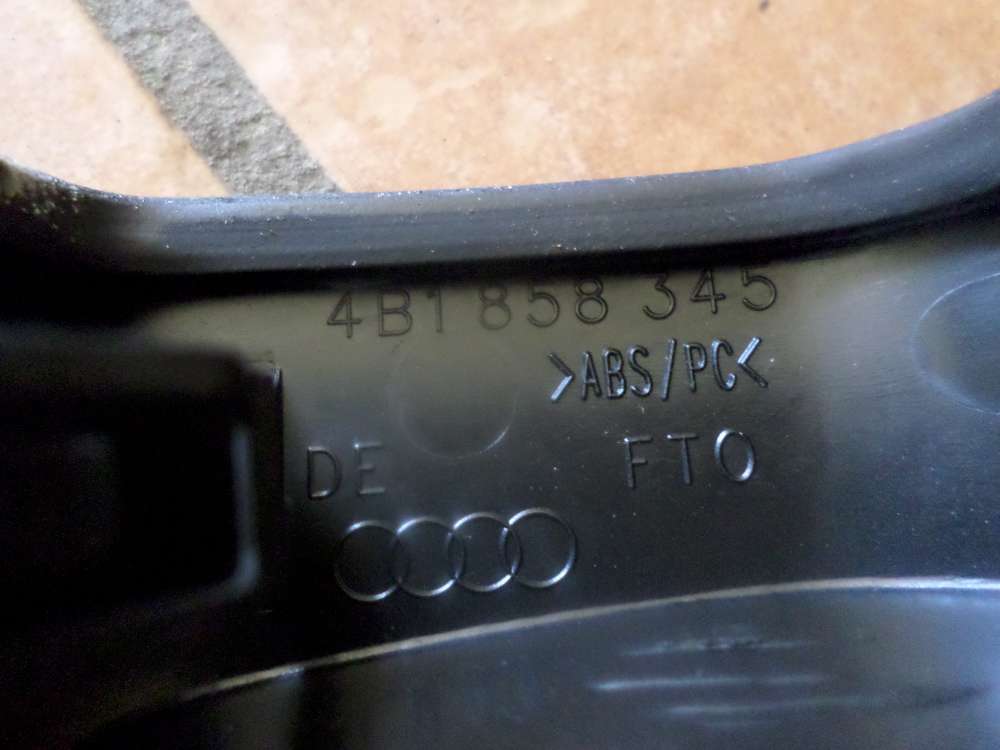 4B1 858 345
>ABS/PC<
DE FTO